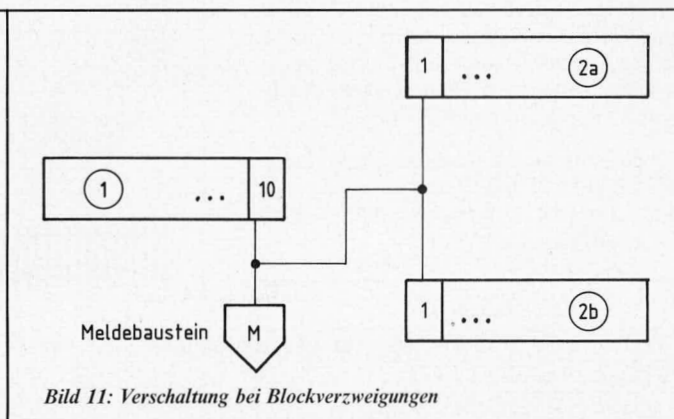 1 ... 2a
1 ... 10
Meldebaustein M
1 ... 2b
Bild 11: Verschaltung bei Blockverzweigungen